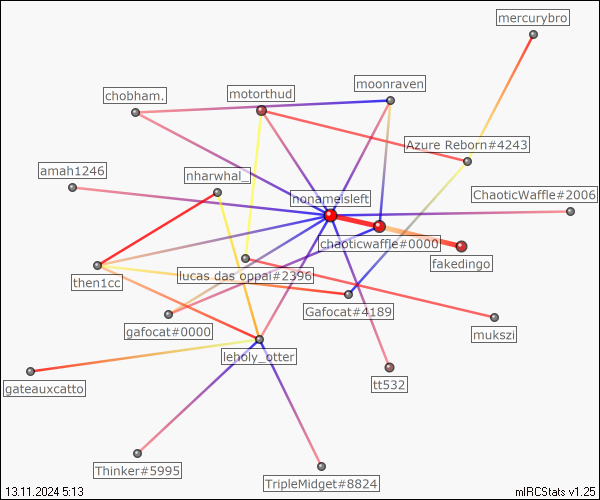 mercurybro
moonraven
motorthud
chobham.
Azure Reborn#4243
amah1246
nharwhal_
ChaoticWaffle#2006
nonameisleft
chaoticwaffle#0000
fakedingo
lucas das oppai#2396
then1cc
Gafocat#4189
gafocat#0000
mukszi
leholy_otter
tt532
gateauxcatto
Thinker#5995
TripleMidget#8824
13.11.2024 5:13
mIRCStats v1.25